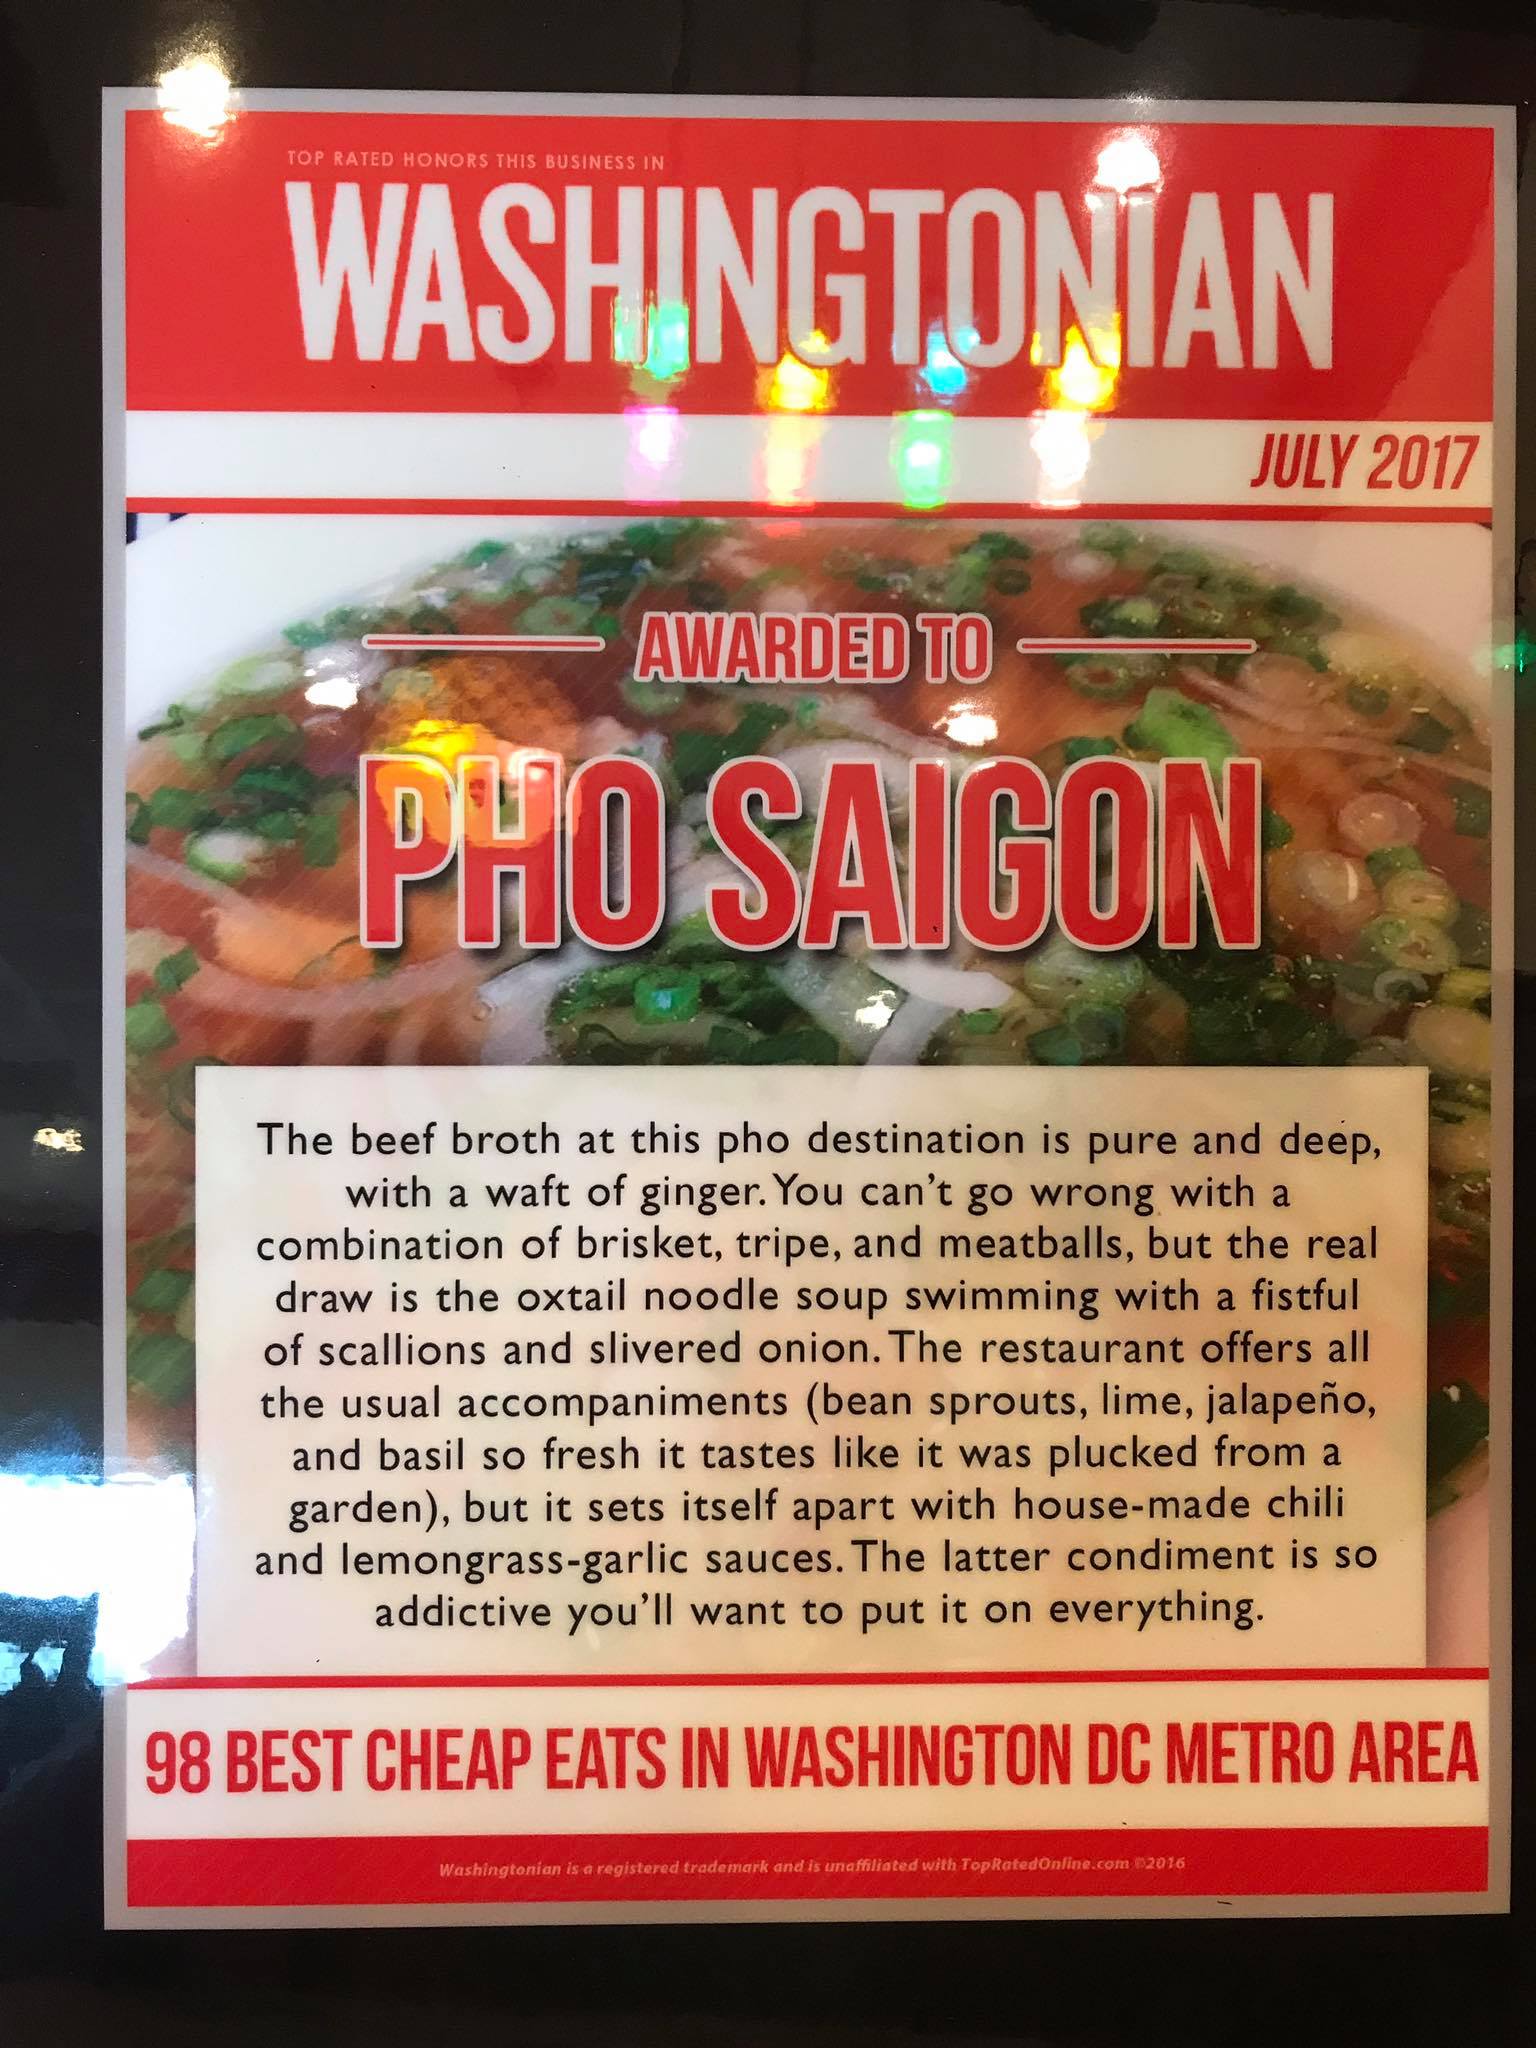 TOP RATED HONORS THIS BUSINESS IN
WASHINGTONIAN
JULY 2017
AWARDED TO
PHO SAIGON
The beef broth at this pho destination is pure and deep,
with a waft of ginger. You can't go wrong with a
combination of brisket, tripe, and meatballs, but the real
draw is the oxtail noodle soup swimming with a fistful
of scallions and slivered onion. The restaurant offers all
the usual accompaniments (bean sprouts, lime, jalapeño,
and basil so fresh it tastes like it was plucked from a
garden), but it sets itself apart with house-made chili
and lemongrass-garlic sauces. The latter condiment is so
addictive you'll want to put it on everything.
98 BEST CHEAP EATS IN WASHINGTON DC METRO AREA
Washingtonian is a registered trademark and is unaffiliated with TopRatedOnline.com ©2016